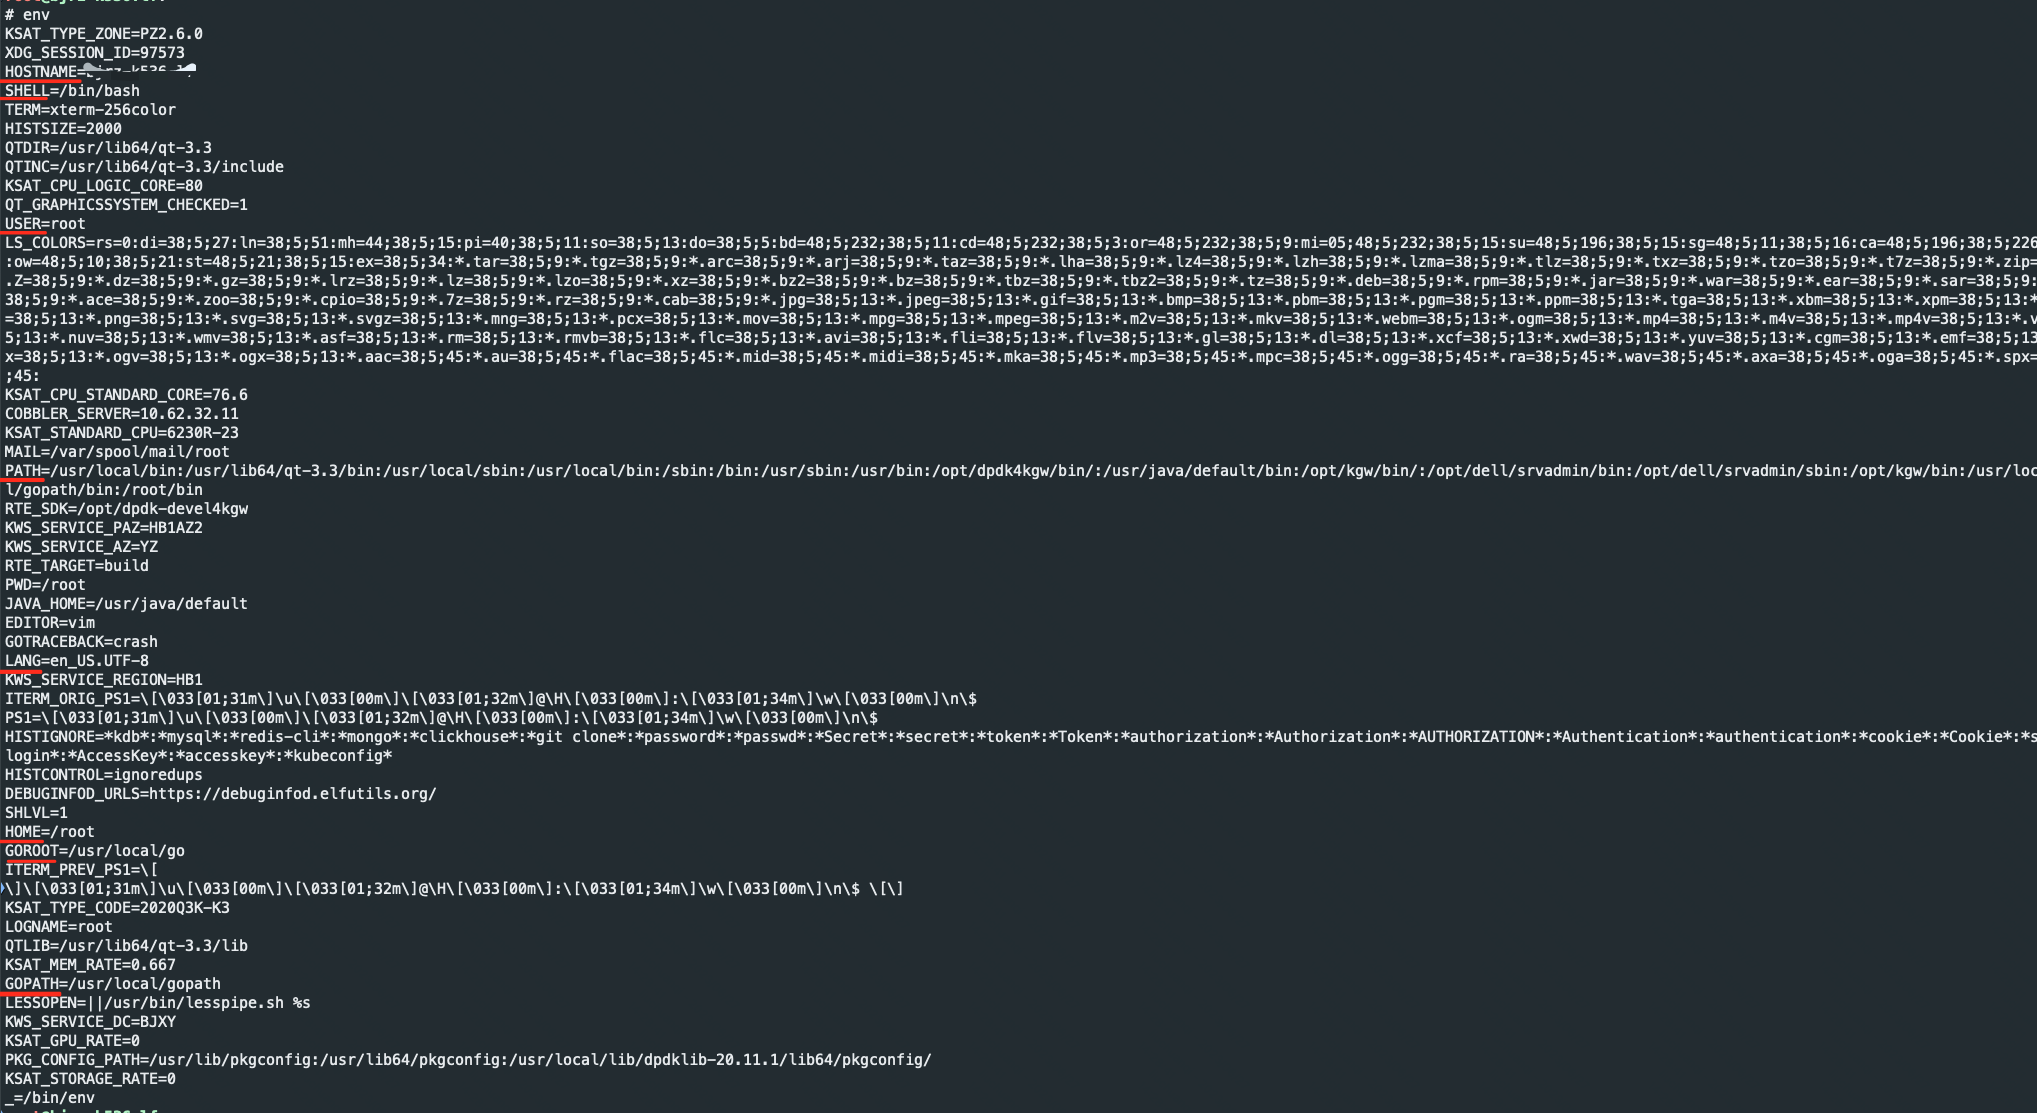 # env
KSAT_TYPE_ZONE=PZ2.6.0
XDG_SESSION_ID=97573
HOSTNAME=
SHELL=/bin/bash
TERM=xterm-256color
HISTSIZE=2000
QTDIR=/usr/lib64/qt-3.3
QTINC=/usr/lib64/qt-3.3/include
KSAT_CPU_LOGIC_CORE=80
QT_GRAPHICSSYSTEM_CHECKED=1
USER=root
LS_COLORS=rs=0:di=38;5;27:ln=38;5;51:mh=44;38;5;15:pi=40;38;5;11:so=38;5;13:do=38;5;5:bd=48;5;232;38;5;11:cd=48;5;232;38;5;3:or=48;5;232;38;5;9:mi=05;48;5;232;38;5;15:su=48;5;196;38;5;15:sg=48;5;11;38;5;16:ca=48;5;196;38;5;226
:ow=48;5;10;38;5;21:st=48;5;21;38;5;15:ex=38;5;34:*.tar=38;5;9:*.tgz=38;5;9:*.arc=38;5;9:*.arj=38;5;9:*.taz=38;5;9:*.lha=38;5;9:*.lz4=38;5;9:*.lzh=38;5;9:*.lzma=38;5;9:*.tlz=38;5;9:*.txz=38;5;9:*.tzo=38;5;9:*.t7z=38;5;9:*.zip=
.Z=38;5;9:*.dz=38;5;9:*.gz=38;5;9:*.lrz=38;5;9:*.lz=38;5;9:*.lzo=38;5;9:*.xz=38;5;9:*.bz2=38;5;9:*.bz=38;5;9:*.tbz=38;5;9:*.tbz2=38;5;9:*.tz=38;5;9:*.deb=38;5;9:*.rpm=38;5;9:*.jar=38;5;9:*.war=38;5;9:*.ear=38;5;9:*.sar=38;5;9:
38;5;9:*.ace=38;5;9:*.zoo=38;5;9:*.cpio=38;5;9:*.7z=38;5;9:*.rz=38;5;9:*.cab=38;5;9:*.jpg=38;5;13:*.jpeg=38;5;13:*.gif=38;5;13:*.bmp=38;5;13:*.pbm=38;5;13:*.pgm=38;5;13:*.ppm=38;5;13:*.tga=38;5;13:*.xbm=38;5;13:*.xpm=38;5;13:*
=38;5;13:*.png=38;5;13:*.svg=38;5;13:*.svgz=38;5;13:*.mng=38;5;13:*.pcx=38;5;13:*.mov=38;5;13:*.mpg=38;5;13:*.mpeg=38;5;13:*.m2v=38;5;13:*.mkv=38;5;13:*.webm=38;5;13:*.ogm=38;5;13:*.mp4=38;5;13:*.m4v=38;5;13:*.mp4v=38;5;13:*.v
5;13:*.nuv=38;5;13:*.wmv=38;5;13:*.asf=38;5;13:*.rm=38;5;13:*.rmvb=38;5;13:*.flc=38;5;13:*.avi=38;5;13:*.fli=38;5;13:*.flv=38;5;13:*.gl=38;5;13:*.dl=38;5;13:*.xcf=38;5;13:*.xwd=38;5;13:*.yuv=38;5;13:*.cgm=38;5;13:*.emf=38;5;13
x=38;5;13:*.ogv=38;5;13:*.ogx=38;5;13:*.aac=38;5;45:*.au=38;5;45:*.flac=38;5;45:*.mid=38;5;45:*.midi=38;5;45:*.mka=38;5;45:*.mp3=38;5;45:*.mpc=38;5;45:*.ogg=38;5;45:*.ra=38;5;45:*.wav=38;5;45:*.axa=38;5;45:*.oga=38;5;45:*.spx=
;45:
KSAT_CPU_STANDARD_CORE=76.6
COBBLER_SERVER=10.62.32.11
KSAT_STANDARD_CPU=6230R-23
MAIL=/var/spool/mail/root
PATH=/usr/local/bin:/usr/lib64/qt-3.3/bin:/usr/local/sbin:/usr/local/bin:/sbin:/bin:/usr/sbin:/usr/bin:/opt/dpdk4kgw/bin/:/usr/java/default/bin:/opt/kgw/bin/:/opt/dell/srvadmin/bin:/opt/dell/srvadmin/sbin:/opt/kgw/bin:/usr/loc
l/gopath/bin:/root/bin
RTE_SDK=/opt/dpdk-devel4kgw
KWS_SERVICE_PAZ=HB1AZ2
KWS_SERVICE_AZ=YZ
RTE_TARGET=build
PWD=/root
JAVA_HOME=/usr/java/default
EDITOR=vim
GOTRACEBACK=crash
LANG=en_US.UTF-8
KWS_SERVICE_REGION=HB1
ITERM_ORIG_PS1=\[\033[01;31m\]\u\[\033[00m\]\[\033[01;32m\]@\H\[\033[00m\]:\[\033[01;34m\]\w\[\033[00m\]\n\$
PS1=\[\033[01;31m\]\u\[\033[00m\]\[\033[01;32m\]@\H\[\033[00m\]:\[\033[01;34m\]\w\[\033[00m\]\n\$
HISTIGNORE=*kdb*:*mysql*:*redis-cli*:*mongo*:*clickhouse*:*git clone*:*password*:*passwd*:*Secret*:*secret*:*token*:*Token*:*authorization*:*Authorization*:*AUTHORIZATION*:*Authentication*:*authentication*:*cookie*:*Cookie*:*s
login*:*AccessKey*:*accesskey*:*kubeconfig*
HISTCONTROL=ignoredups
DEBUGINFOD_URLS=https://debuginfod.elfutils.org/
SHLVL=1
HOME=/root
GOROOT=/usr/local/go
ITERM_PREV_PS1=\[
\]\[\033[01;31m\]\u\[\033[00m\]\[\033[01;32m\]@\H\[\033[00m\]:\[\033[01;34m\]\w\[\033[00m\]\n\$ \[\]
KSAT_TYPE_CODE=2020Q3K-K3
LOGNAME=root
QTLIB=/usr/lib64/qt-3.3/lib
KSAT_MEM_RATE=0.667
GOPATH=/usr/local/gopath
LESSOPEN=||/usr/bin/lesspipe.sh %s
KWS_SERVICE_DC=BJXY
KSAT_GPU_RATE=0
PKG_CONFIG_PATH=/usr/lib/pkgconfig:/usr/lib64/pkgconfig:/usr/local/lib/dpdklib-20.11.1/lib64/pkgconfig/
KSAT_STORAGE_RATE=0
_=/bin/env